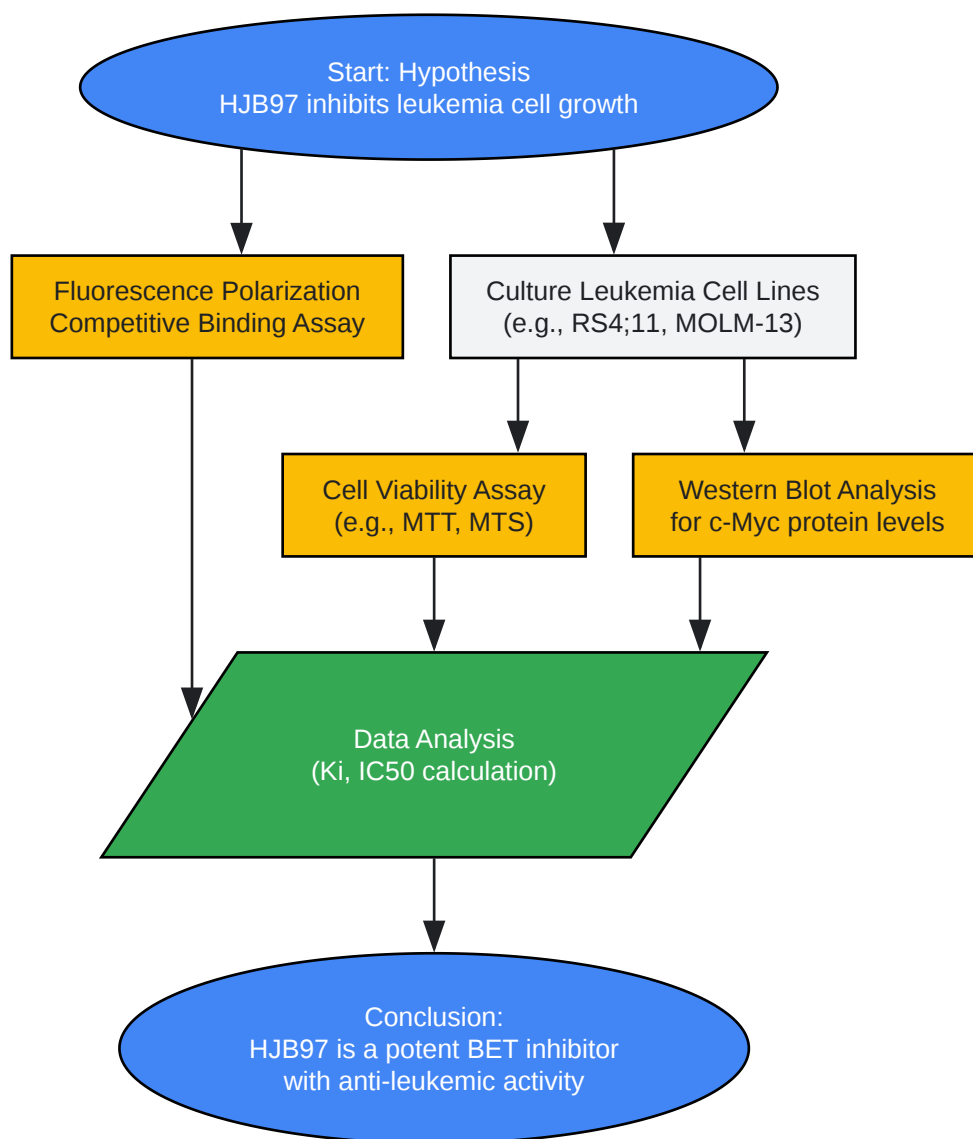 Start: Hypothesis
HJB97 inhibits leukemia cell growth
Fluorescence Polarization
Competitive Binding Assay
Culture Leukemia Cell Lines
(e.g., RS4;11, MOLM-13)
Cell Viability Assay
(e.g., MTT, MTS)
Western Blot Analysis
for c-Myc protein levels
Data Analysis
(Ki, IC50 calculation)
Conclusion:
HJB97 is a potent BET inhibitor
with anti-leukemic activity